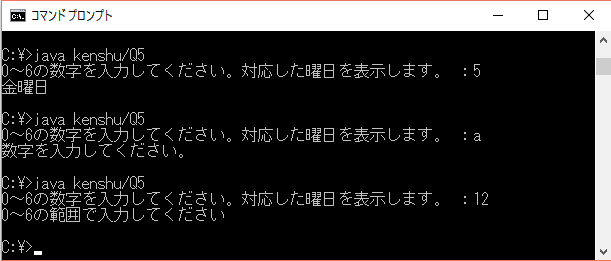 コマンドプロンプト
C:¥>java kenshu/Q5
0～6の数字を入力してください。対応した曜日を表示します。 ：5
金曜日
C:¥>java kenshu/Q5
0～6の数字を入力してください。対応した曜日を表示します。 ：a
数字を入力してください。
C:¥>java kenshu/Q5
0～6の数字を入力してください。対応した曜日を表示します。 ：12
0～6の範囲で入力してください
C:¥>